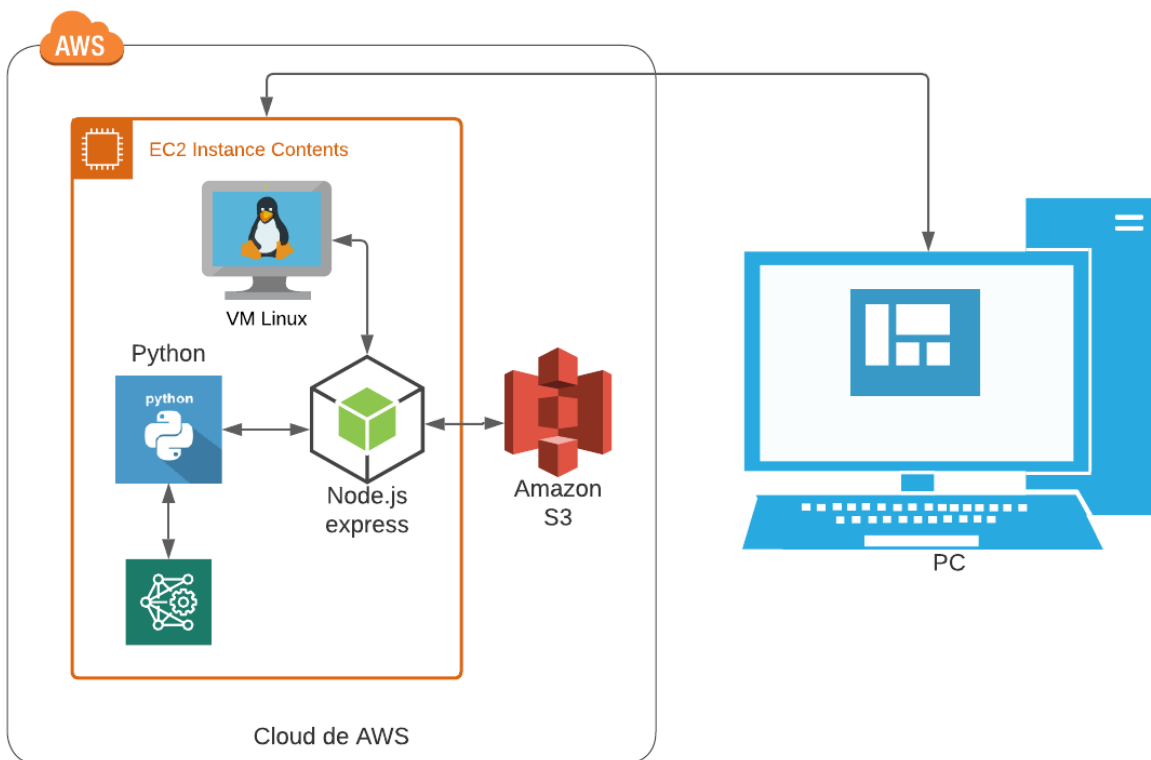 AWS
EC2 Instance Contents
VM Linux
Python
python
Node.js
express
Amazon
S3
PC
Cloud de AWS